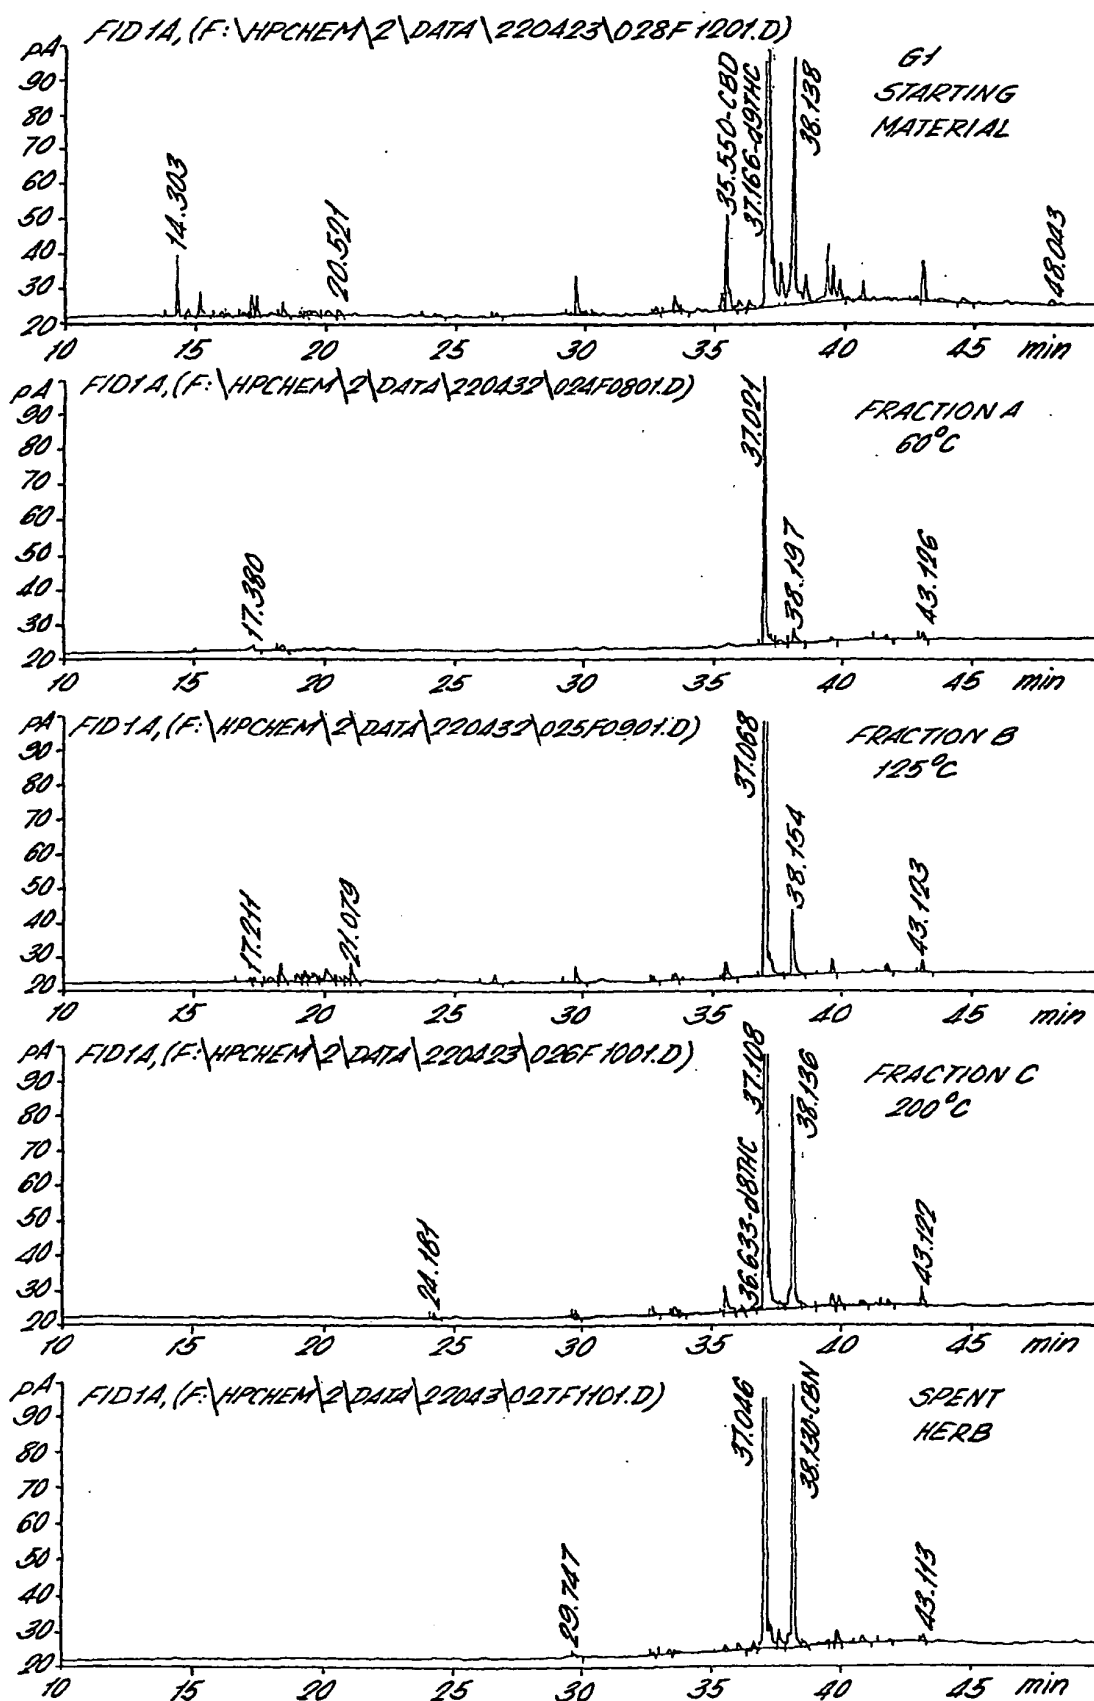 FID1A, (F:\HPCHEM\2\DATA\220423\028F1201.D)
pA
G1
STARTING
MATERIAL
90
80
70
60
50
40
30
20
14.303
20.521
35.550-CBD
37.166-d9THC
38.138
48.043
10 15 20 25 30 35 40 45 min
FID1A, (F:\HPCHEM\2\DATA\220432\024F0801.D)
pA
FRACTION A
60°C
90
80
70
60
50
40
30
20
17.380
37.021
38.197
43.126
10 15 20 25 30 35 40 45 min
FID1A, (F:\HPCHEM\2\DATA\220432\025F0901.D)
pA
FRACTION B
125°C
90
80
70
60
50
40
30
20
17.211
21.079
37.068
38.154
43.123
10 15 20 25 30 35 40 45 min
FID1A, (F:\HPCHEM\2\DATA\220423\026F1001.D)
pA
FRACTION C
200°C
90
80
70
60
50
40
30
20
24.181
36.633-d8THC
37.108
38.136
43.122
10 15 20 25 30 35 40 45 min
FID1A, (F:\HPCHEM\2\DATA\22043\027F1101.D)
pA
SPENT
HERB
90
80
70
60
50
40
30
20
29.747
37.046
38.130-CBN
43.113
10 15 20 25 30 35 40 45 min